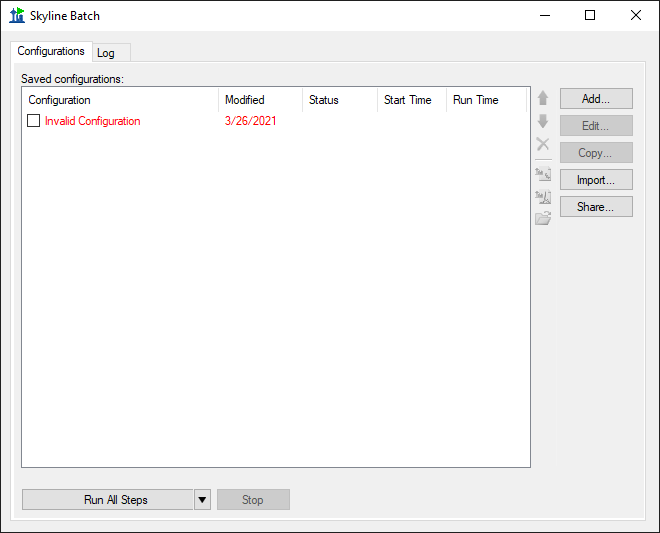 Skyline Batch
Configurations Log
Saved configurations:
Configuration Modified Status Start Time Run Time
Invalid Configuration 3/26/2021
Add...
Edit...
Copy...
Import...
Share...
Run All Steps Stop